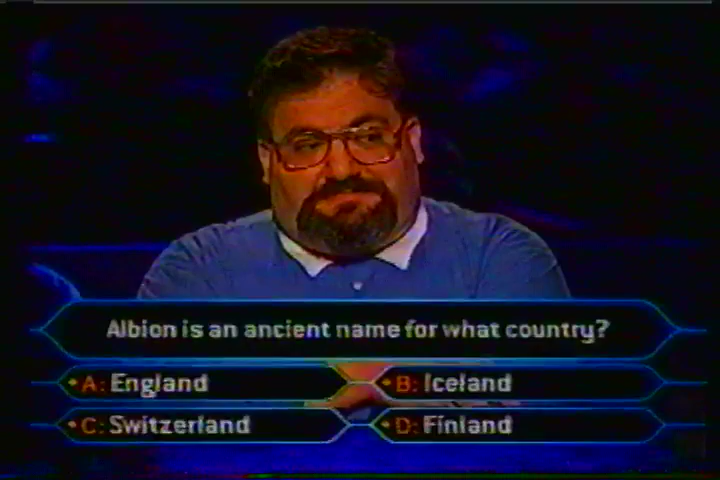 Albion is an ancient name for what country?
A: England
B: Iceland
C: Switzerland
D: Finland